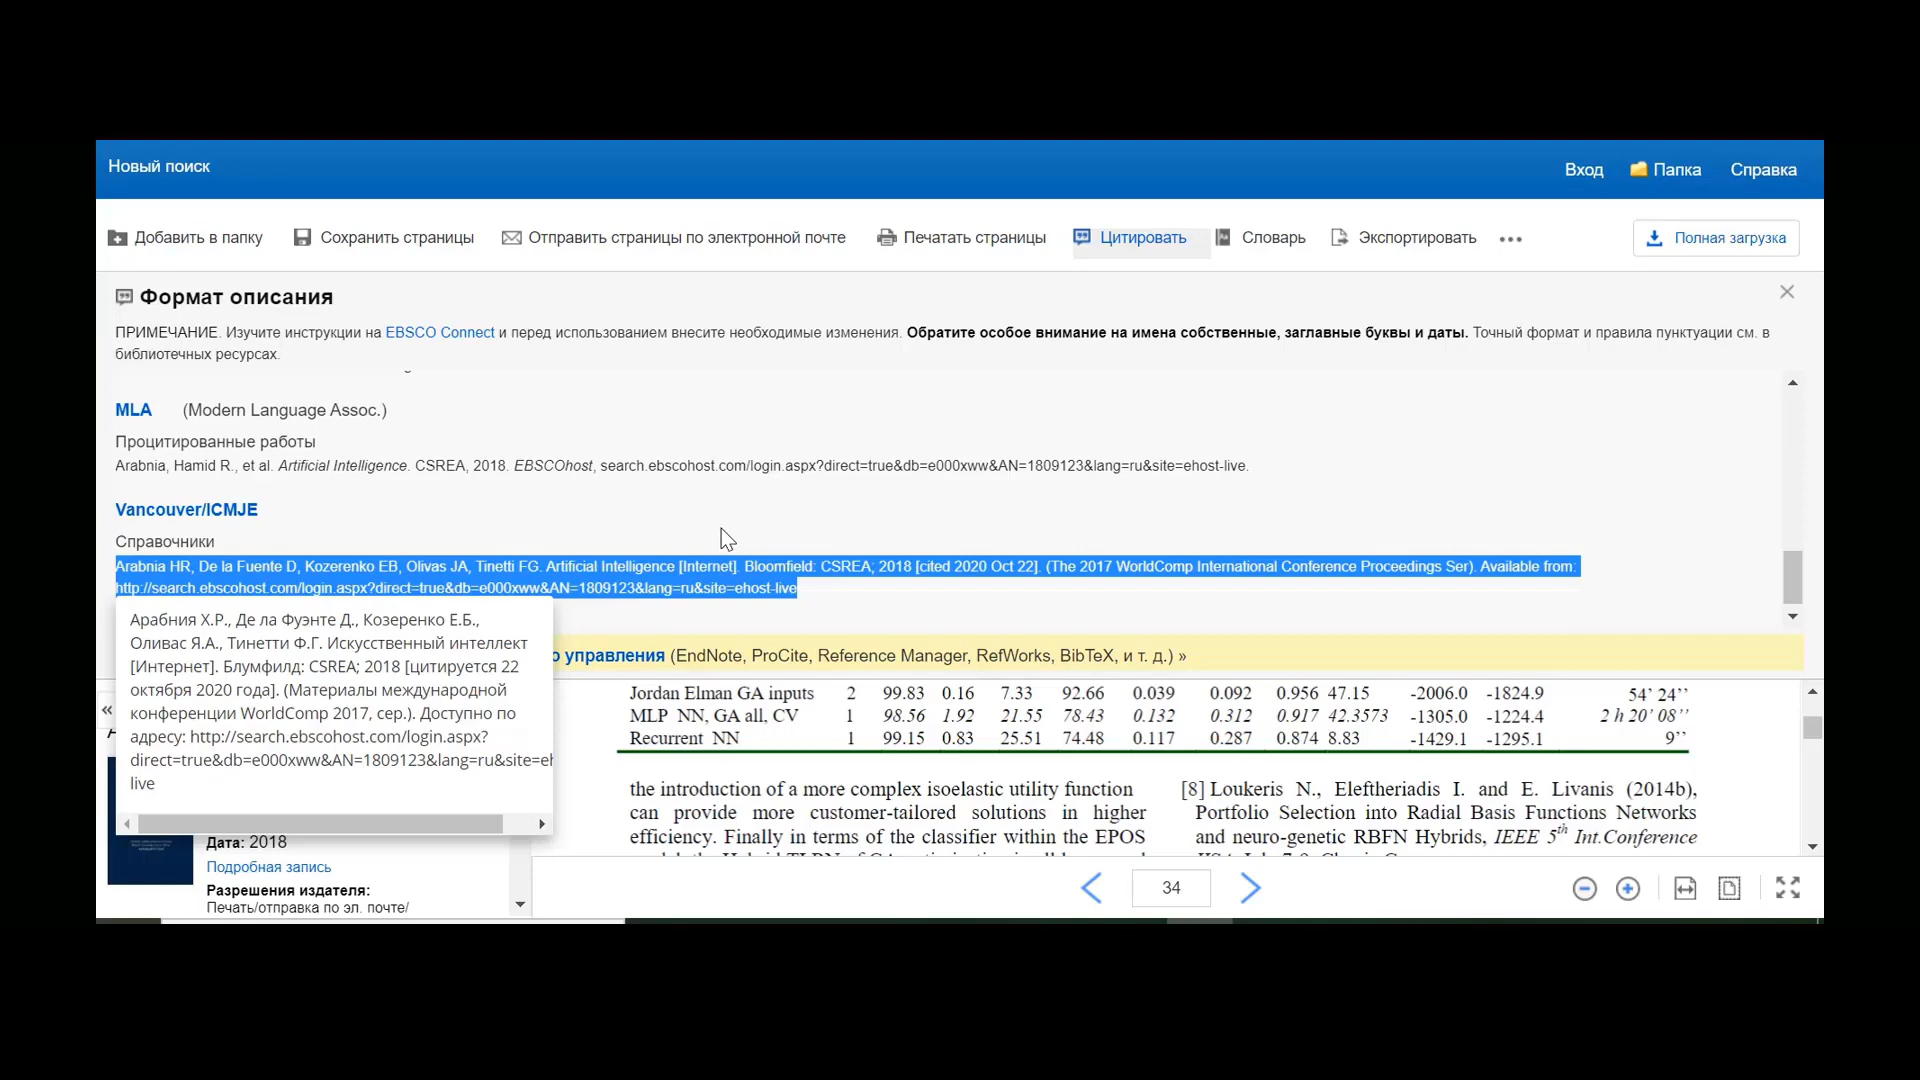 Новый поиск
Вход Папка Справка
Добавить в папку Сохранить страницы Отправить страницы по электронной почте Печатать страницы Цитировать Словарь Экспортировать Полная загрузка
Формат описания
ПРИМЕЧАНИЕ. Изучите инструкции на EBSCO Connect и перед использованием внесите необходимые изменения. Обратите особое внимание на имена собственные, заглавные буквы и даты. Точный формат и правила пунктуации см. в
библиотечных ресурсах.
MLA (Modern Language Assoc.)
Процитированные работы
Arabnia, Hamid R., et al. Artificial Intelligence. CSREA, 2018. EBSCOhost, search.ebscohost.com/login.aspx?direct=true&db=e000xww&AN=1809123&lang=ru&site=ehost-live.
Vancouver/ICMJE
Справочники
Arabnia HR, De la Fuente D, Kozerenko EB, Olivas JA, Tinetti FG. Artificial Intelligence [Internet]. Bloomfield: CSREA; 2018 [cited 2020 Oct 22]. (The 2017 WorldComp International Conference Proceedings Ser). Available from:
http://search.ebscohost.com/login.aspx?direct=true&db=e000xww&AN=1809123&lang=ru&site=ehost-live
Арабния Х.Р., Де ла Фуэнте Д., Козеренко Е.Б.,
Оливас Я.А., Тинетти Ф.Г. Искусственный интеллект
[Интернет]. Блумфилд: CSREA; 2018 [цитируется 22
октября 2020 года]. (Материалы международной
конференции WorldComp 2017, сер.). Доступно по
адресу: http://search.ebscohost.com/login.aspx?
direct=true&db=e000xww&AN=1809123&lang=ru&site=eh
live
о управления (EndNote, ProCite, Reference Manager, RefWorks, BibTeX, и т. д.) »
Jordan Elman GA inputs 2 99.83 0.16 7.33 92.66 0.039 0.092 0.956 47.15 -2006.0 -1824.9 54’ 24’’
MLP NN, GA all, CV 1 98.56 1.92 21.55 78.43 0.132 0.312 0.917 42.3573 -1305.0 -1224.4 2 h 20’ 08’’
Recurrent NN 1 99.15 0.83 25.51 74.48 0.117 0.287 0.874 8.83 -1429.1 -1295.1 9’’
the introduction of a more complex isoelastic utility function
can provide more customer-tailored solutions in higher
efficiency. Finally in terms of the classifier within the EPOS
[8] Loukeris N., Eleftheriadis I. and E. Livanis (2014b),
Portfolio Selection into Radial Basis Functions Networks
and neuro-genetic RBFN Hybrids, IEEE 5th Int.Conference
Дата: 2018
Подробная запись
Разрешения издателя:
Печать/отправка по эл. почте/
34